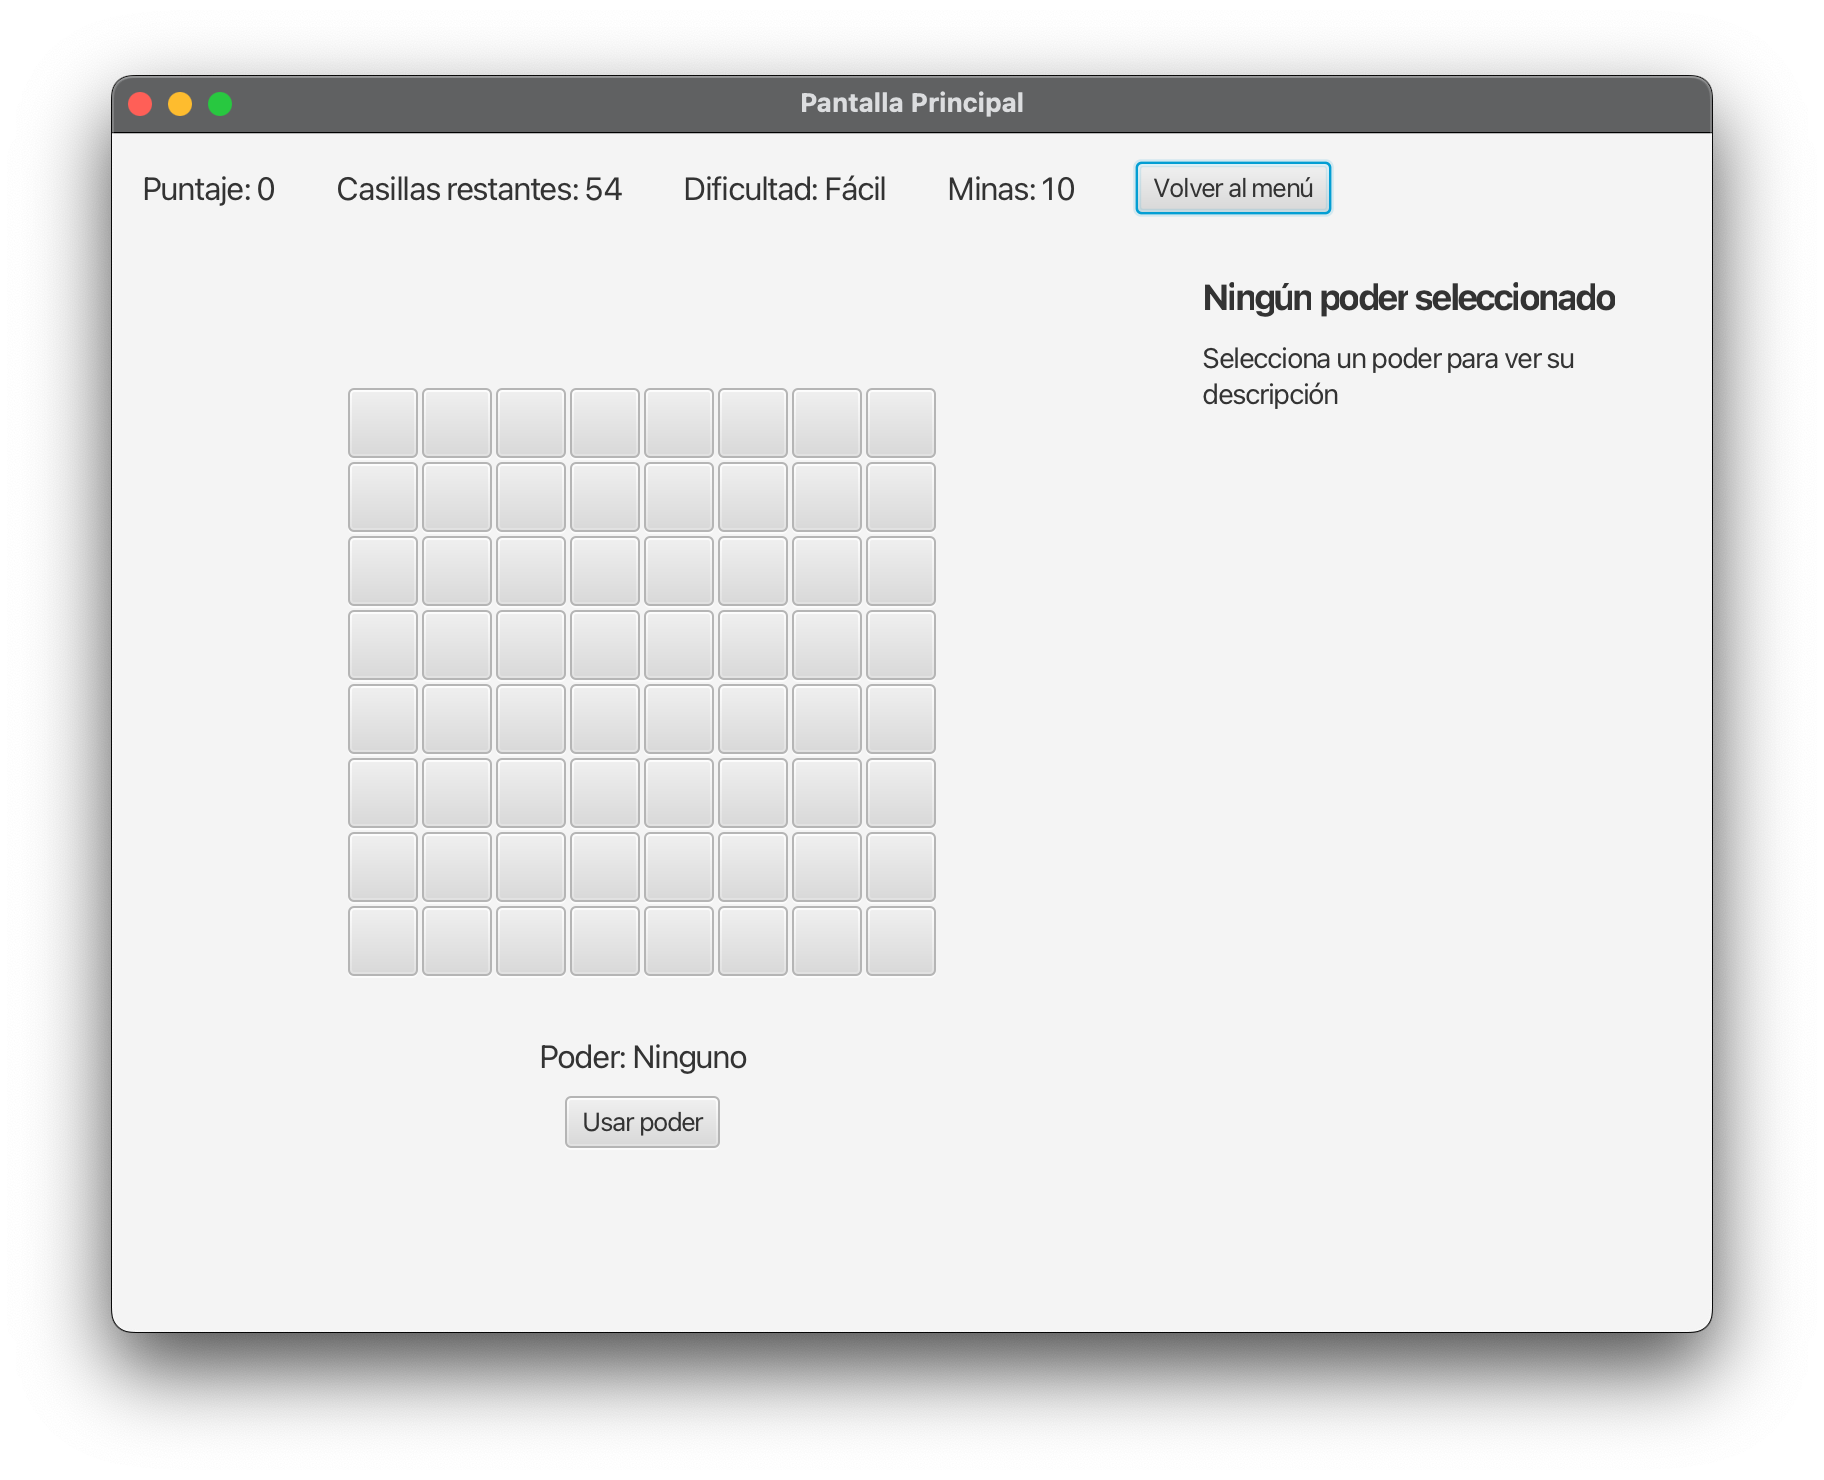 Pantalla Principal
Puntaje: 0
Casillas restantes: 54
Dificultad: Fácil
Minas: 10
Volver al menú
Ningún poder seleccionado
Selecciona un poder para ver su
descripción
Poder: Ninguno
Usar poder